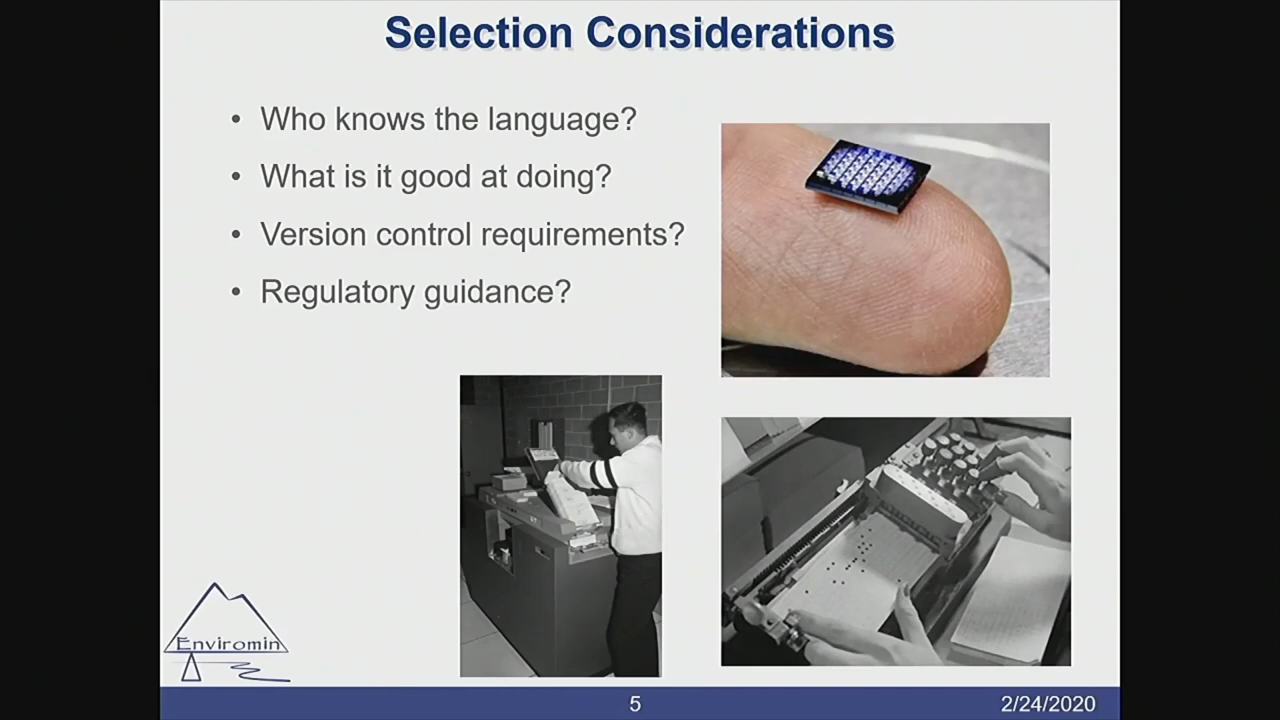 Selection Considerations
• Who knows the language?
• What is it good at doing?
• Version control requirements?
• Regulatory guidance?
Enviromin
5
2/24/2020